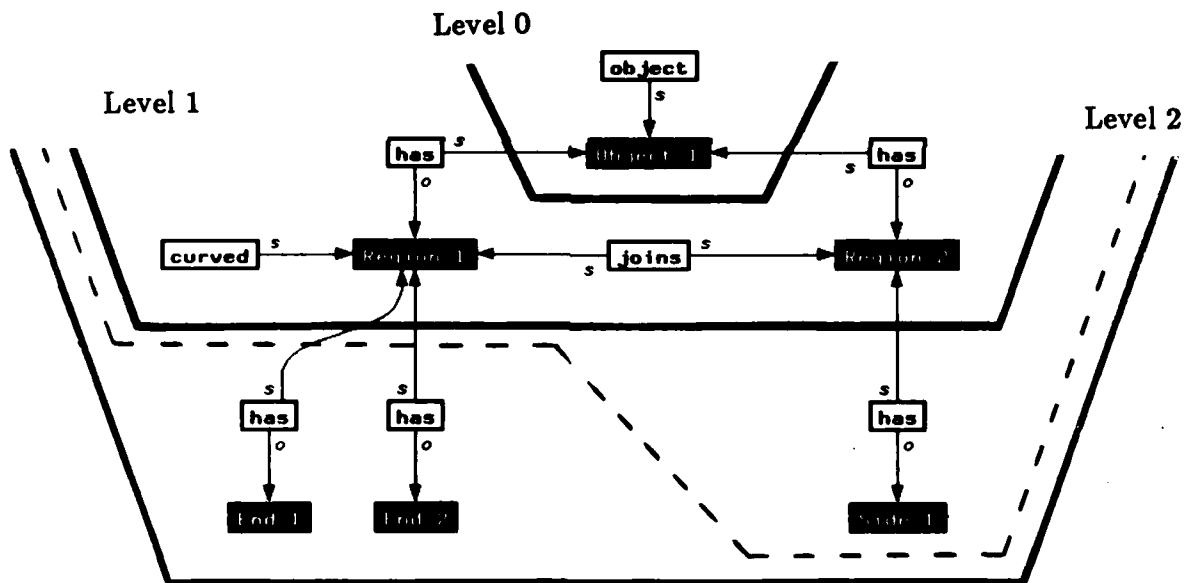 Level 0
object
s
Level 1
Level 2
has s Object 1 s has
o o
curved s Region 1 s joins s Region 2
s s s
has has has
o o o
End 1 End 2 Side 1